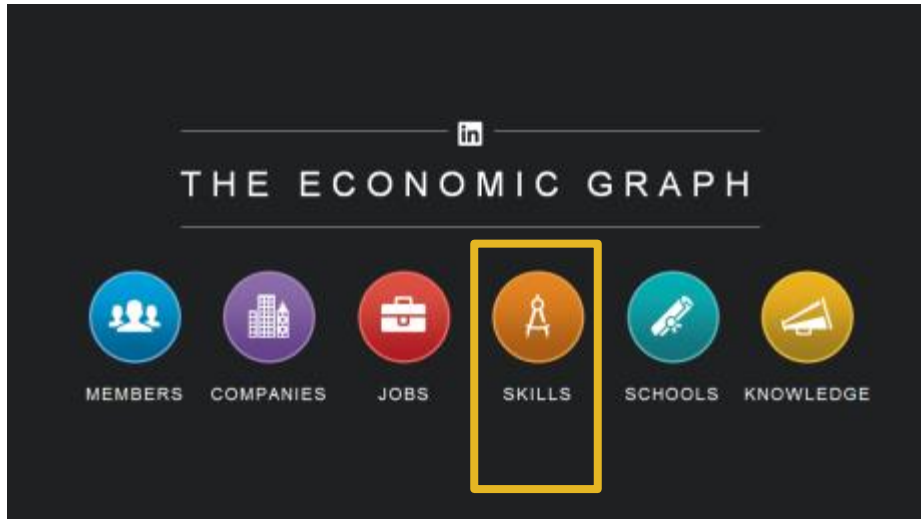 in
THE ECONOMIC GRAPH
MEMBERS COMPANIES JOBS SKILLS SCHOOLS KNOWLEDGE